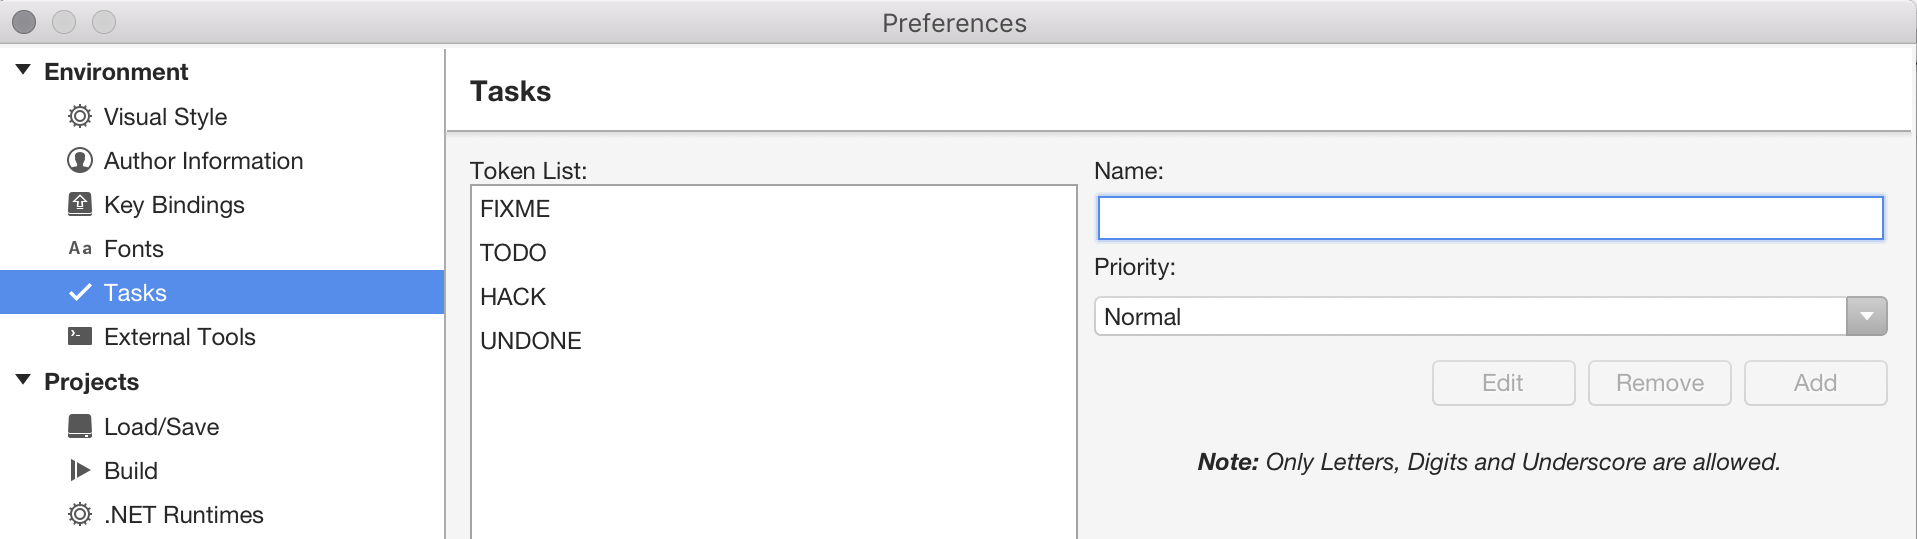 Preferences
Environment
Visual Style
Author Information
Key Bindings
Aa Fonts
Tasks
External Tools
Projects
Load/Save
Build
.NET Runtimes
Tasks
Token List:
FIXME
TODO
HACK
UNDONE
Name:
Priority:
Normal
Edit Remove Add
Note: Only Letters, Digits and Underscore are allowed.